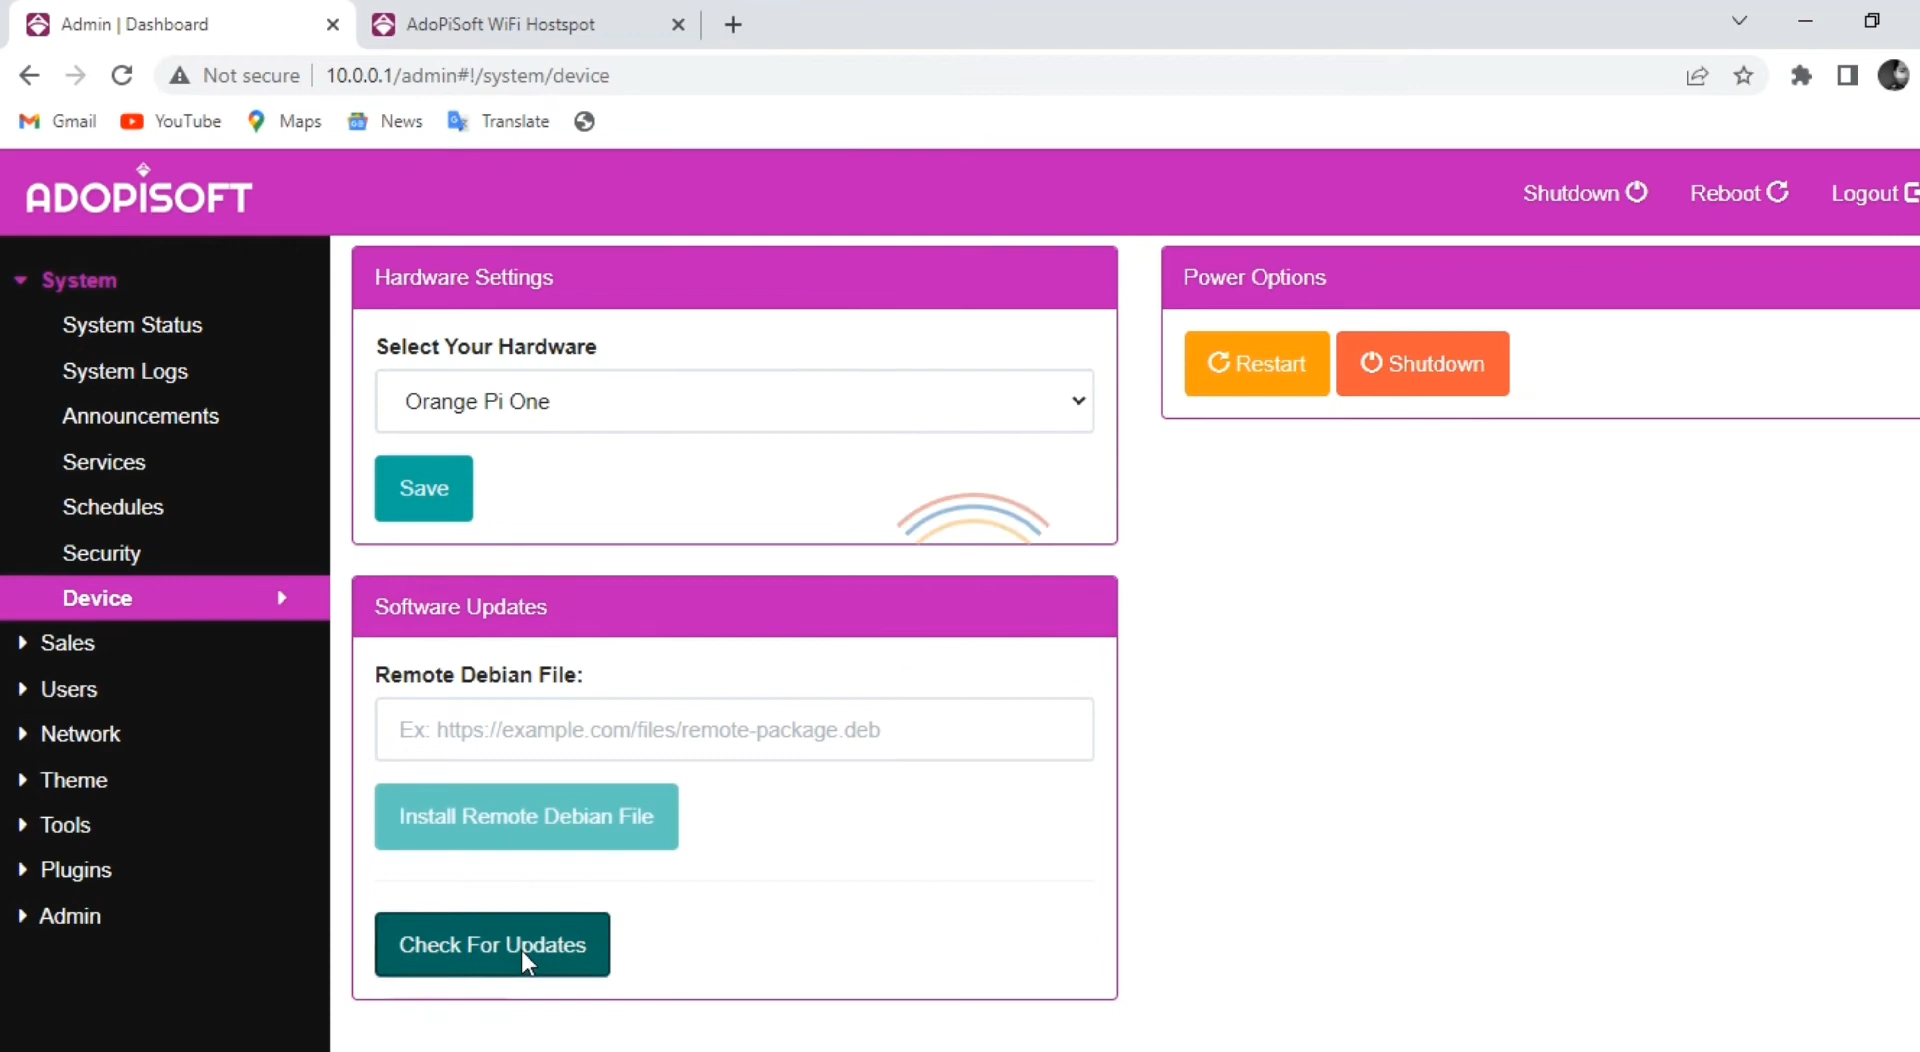 Admin | Dashboard
AdoPiSoft WiFi Hostspot
Not secure
10.0.0.1/admin#!/system/device
Gmail
YouTube
Maps
News
Translate
ADOPISOFT
Shutdown
Reboot
Logout
System
System Status
System Logs
Announcements
Services
Schedules
Security
Device
Sales
Users
Network
Theme
Tools
Plugins
Admin
Hardware Settings
Select Your Hardware
Orange Pi One
Save
Software Updates
Remote Debian File:
Ex: https://example.com/files/remote-package.deb
Install Remote Debian File
Check For Updates
Power Options
Restart
Shutdown